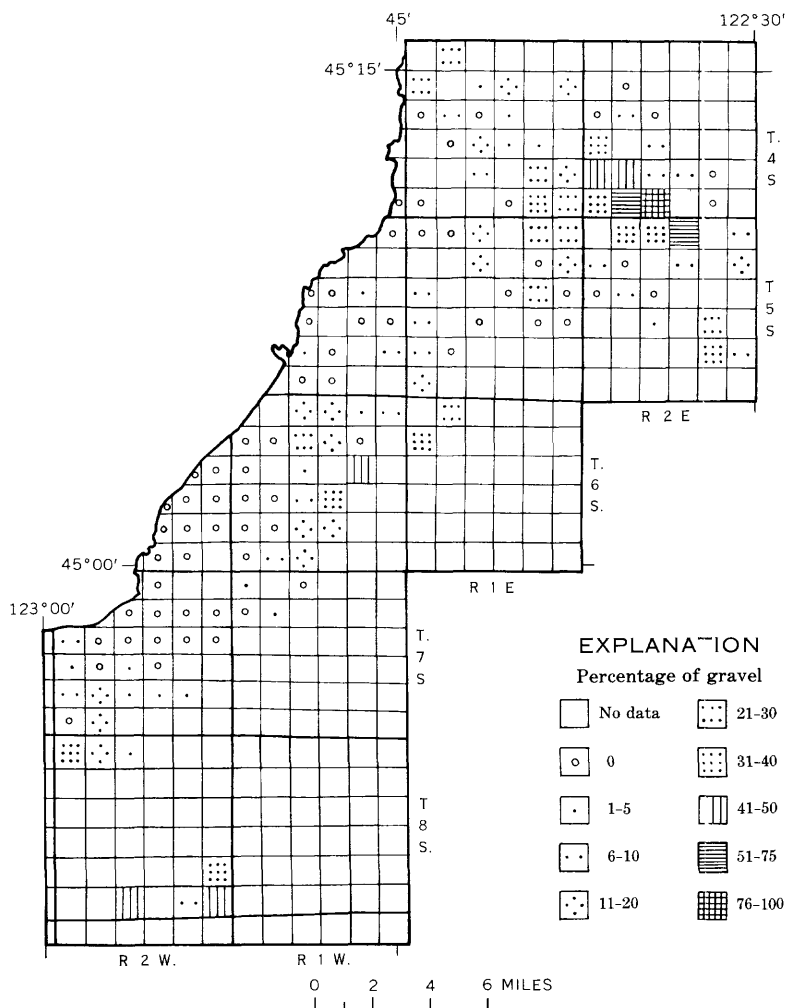 45' 122°30'
45°15'
T. 4 S
T 5 S
R 2 E
T. 6 S.
45°00'
R 1 E
123°00'
T. 7 S
EXPLANATION
Percentage of gravel
No data 21-30
0 31-40
1-5 41-50
6-10 51-75
11-20 76-100
T 8 S.
R 2 W. R 1 W.
0 2 4 6 MILES